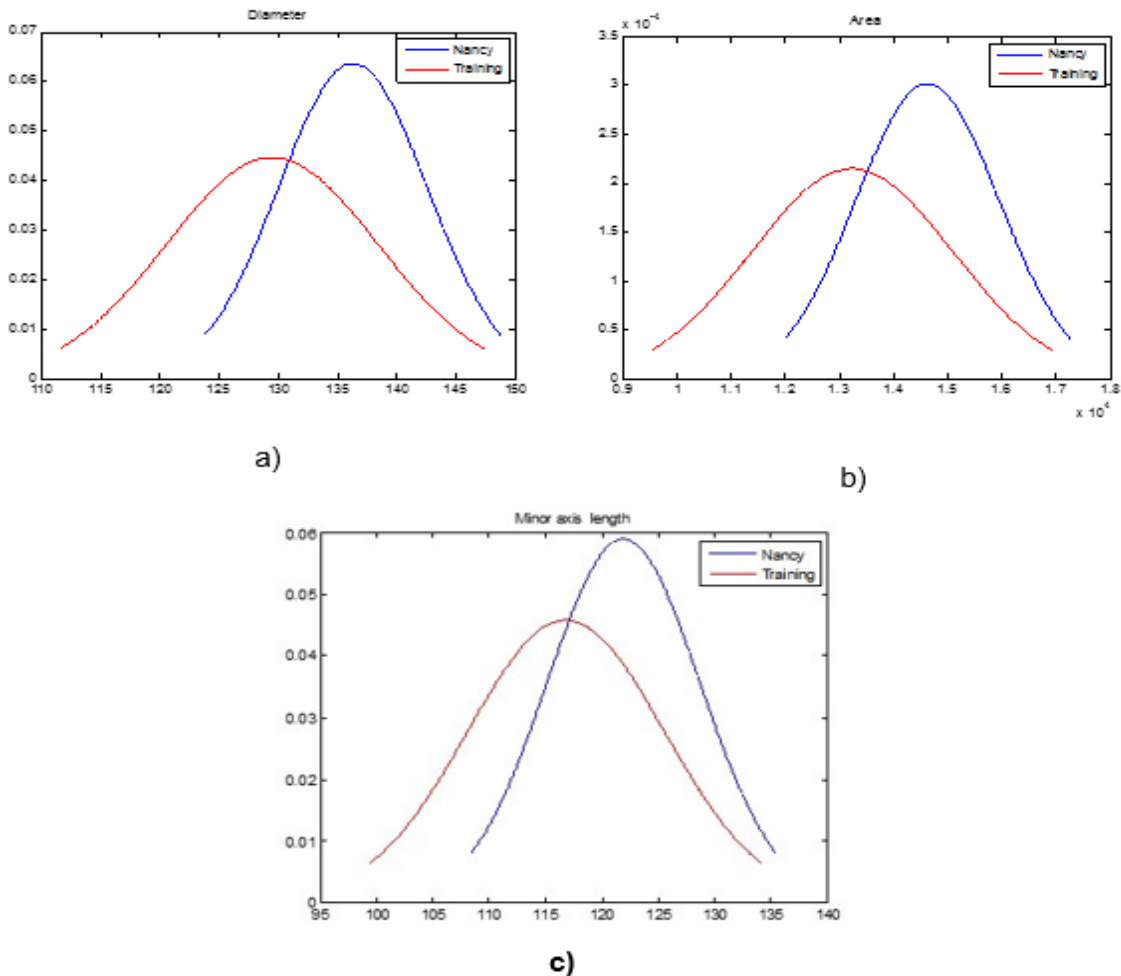 Diameter
0.07
0.06
0.05
0.04
0.03
0.02
0.01
0
110 115 120 125 130 135 140 145 150
Nancy
Training
a)
Area
x 10⁻⁴
3.5
3
2.5
2
1.5
1
0.5
0
0.9 1 1.1 1.2 1.3 1.4 1.5 1.6 1.7 1.8
x 10⁴
Nancy
Training
b)
Minor axis length
0.06
0.05
0.04
0.03
0.02
0.01
0
95 100 105 110 115 120 125 130 135 140
Nancy
Training
c)